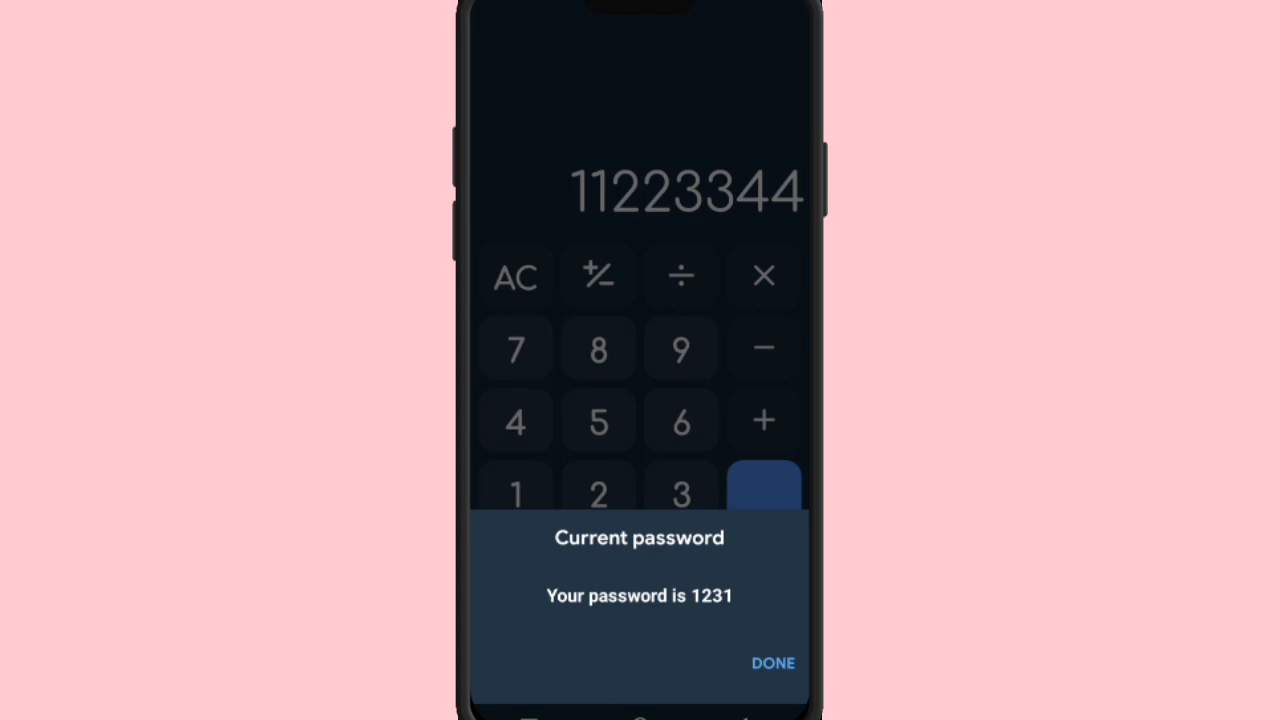 11223344
AC +/- ÷ ×
7 8 9 −
4 5 6 +
1 2 3
Current password
Your password is 1231
DONE